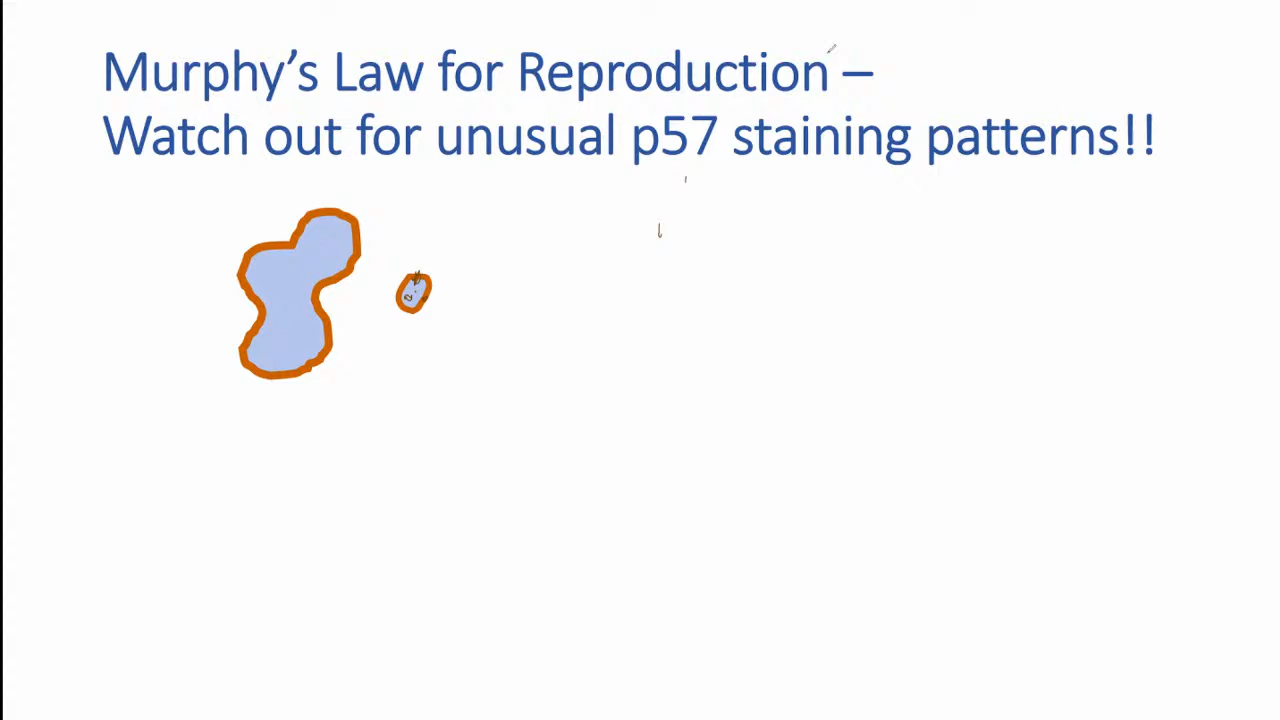 Murphy’s Law for Reproduction –
Watch out for unusual p57 staining patterns!!